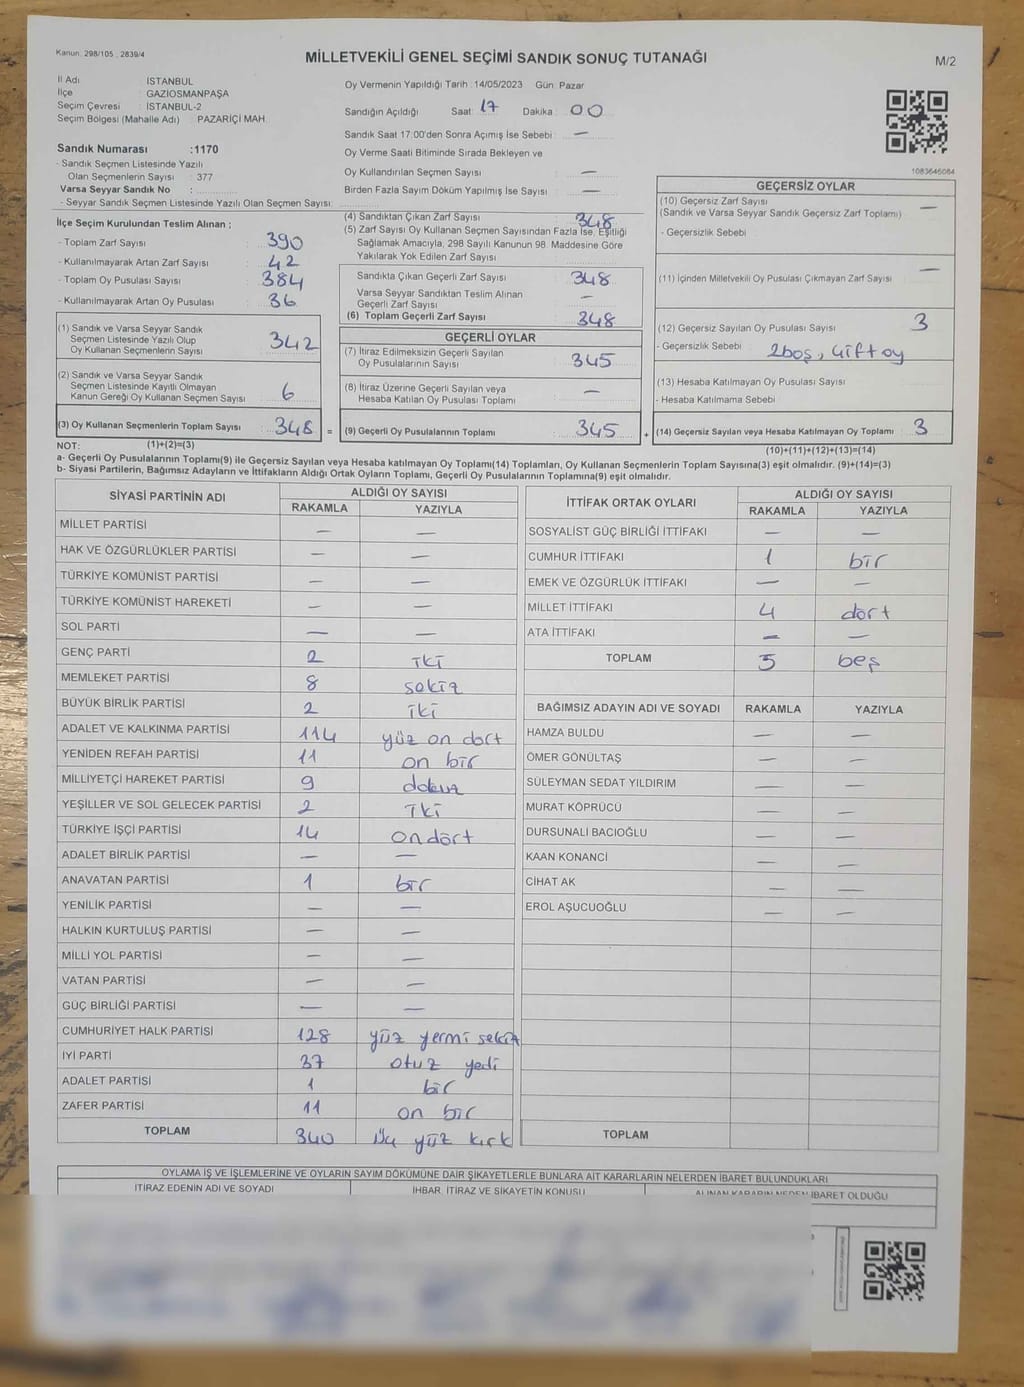 Kanun: 298/105 , 2839/4
MİLLETVEKİLİ GENEL SEÇİMİ SANDIK SONUÇ TUTANAĞI
M/2
İl Adı : İSTANBUL
İlçe : GAZİOSMANPAŞA
Seçim Çevresi : İSTANBUL-2
Seçim Bölgesi (Mahalle Adı) : PAZARİÇİ MAH.
Sandık Numarası :1170
- Sandık Seçmen Listesinde Yazılı
Olan Seçmenlerin Sayısı : 377
Varsa Seyyar Sandık No :
- Seyyar Sandık Seçmen Listesinde Yazılı Olan Seçmen Sayısı:
Oy Vermenin Yapıldığı Tarih : 14/05/2023 Gün: Pazar
Sandığın Açıldığı Saat: 17 Dakika: 00
Sandık Saat 17:00'den Sonra Açılmış İse Sebebi : —
Oy Verme Saati Bitiminde Sırada Bekleyen ve
Oy Kullandırılan Seçmen Sayısı : —
Birden Fazla Sayım Döküm Yapılmış İse Sayısı : —
1083646084
İlçe Seçim Kurulundan Teslim Alınan ;
- Toplam Zarf Sayısı : 390
- Kullanılmayarak Artan Zarf Sayısı : 42
- Toplam Oy Pusulası Sayısı : 384
- Kullanılmayarak Artan Oy Pusulası : 36
(1) Sandık ve Varsa Seyyar Sandık
Seçmen Listesinde Yazılı Olup
Oy Kullanan Seçmenlerin Sayısı : 342
(2) Sandık ve Varsa Seyyar Sandık
Seçmen Listesinde Kayıtlı Olmayan
Kanun Gereği Oy Kullanan Seçmen Sayısı : 6
(3) Oy Kullanan Seçmenlerin Toplam Sayısı : 348 =
(4) Sandıktan Çıkan Zarf Sayısı : 348
(5) Zarf Sayısı Oy Kullanan Seçmen Sayısından Fazla İse, Eşitliği
Sağlamak Amacıyla, 298 Sayılı Kanunun 98. Maddesine Göre
Yakılarak Yok Edilen Zarf Sayısı :
Sandıkta Çıkan Geçerli Zarf Sayısı : 348
Varsa Seyyar Sandıktan Teslim Alınan
Geçerli Zarf Sayısı : —
(6) Toplam Geçerli Zarf Sayısı : 348
GEÇERLİ OYLAR
(7) İtiraz Edilmeksizin Geçerli Sayılan
Oy Pusulalarının Sayısı : 345
(8) İtiraz Üzerine Geçerli Sayılan veya
Hesaba Katılan Oy Pusulası Toplamı : —
(9) Geçerli Oy Pusulalarının Toplamı : 345 +
GEÇERSİZ OYLAR
(10) Geçersiz Zarf Sayısı : —
(Sandık ve Varsa Seyyar Sandık Geçersiz Zarf Toplamı)
- Geçersizlik Sebebi :
(11) İçinden Milletvekili Oy Pusulası Çıkmayan Zarf Sayısı : —
(12) Geçersiz Sayılan Oy Pusulası Sayısı : 3
- Geçersizlik Sebebi : 2boş, çift oy
(13) Hesaba Katılmayan Oy Pusulası Sayısı :
- Hesaba Katılmama Sebebi :
(14) Geçersiz Sayılan veya Hesaba Katılmayan Oy Toplamı : 3
NOT: (1)+(2)=(3)
(10)+(11)+(12)+(13)=(14)
a- Geçerli Oy Pusulasının Toplamı(9) ile Geçersiz Sayılan veya Hesaba katılmayan Oy Toplamı(14) Toplamları, Oy Kullanan Seçmenlerin Toplam Sayısına(3) eşit olmalıdır. (9)+(14)=(3)
b- Siyasi Partilerin, Bağımsız Adayların ve İttifakların Aldığı Ortak Oyların Toplamı, Geçerli Oy Pusulalarının Toplamına(9) eşit olmalıdır.
SİYASİ PARTİNİN ADI ALDIĞI OY SAYISI
RAKAMLA YAZIYLA
MİLLET PARTİSİ — —
HAK VE ÖZGÜRLÜKLER PARTİSİ — —
TÜRKİYE KOMÜNİST PARTİSİ — —
TÜRKİYE KOMÜNİST HAREKETİ — —
SOL PARTİ — —
GENÇ PARTİ 2 iki
MEMLEKET PARTİSİ 8 sekiz
BÜYÜK BİRLİK PARTİSİ 2 iki
ADALET VE KALKINMA PARTİSİ 114 yüz on dört
YENİDEN REFAH PARTİSİ 11 on bir
MİLLİYETÇİ HAREKET PARTİSİ 9
YEŞİLLER VE SOL GELECEK PARTİSİ 2 iki
TÜRKİYE İŞÇİ PARTİSİ 14 ondört
ADALET BİRLİK PARTİSİ — —
ANAVATAN PARTİSİ 1 bir
YENİLİK PARTİSİ — —
HALKIN KURTULUŞ PARTİSİ — —
MİLLİ YOL PARTİSİ — —
VATAN PARTİSİ — —
GÜÇ BİRLİĞİ PARTİSİ — —
CUMHURİYET HALK PARTİSİ 128 yüz yermi sekiz
İYİ PARTİ 37 otuz yedi
ADALET PARTİSİ 1 bir
ZAFER PARTİSİ 11 on bir
TOPLAM 340 üç yüz kırk
İTTİFAK ORTAK OYLARI ALDIĞI OY SAYISI
RAKAMLA YAZIYLA
SOSYALİST GÜÇ BİRLİĞİ İTTİFAKI — —
CUMHUR İTTİFAKI 1 bir
EMEK VE ÖZGÜRLÜK İTTİFAKI — —
MİLLET İTTİFAKI 4 dört
ATA İTTİFAKI — —
TOPLAM 5 beş
BAĞIMSIZ ADAYIN ADI VE SOYADI RAKAMLA YAZIYLA
HAMZA BULDU — —
ÖMER GÖNÜLTAŞ — —
SÜLEYMAN SEDAT YILDIRIM — —
MURAT KÖPRÜCÜ — —
DURSUNALİ BACIOĞLU — —
KAAN KONANCİ — —
CİHAT AK — —
EROL AŞUCUOĞLU — —
TOPLAM
OYLAMA İŞ VE İŞLEMLERİNE VE OYLARIN SAYIM DÖKÜMÜNE DAİR ŞİKAYETLERLE BUNLARA AİT KARARLARIN NELERDEN İBARET BULUNDUKLARI
İTİRAZ EDENİN ADI VE SOYADI İHBAR, İTİRAZ VE ŞİKAYETİN KONUSU ALINAN KARARIN NEDEN İBARET OLDUĞU